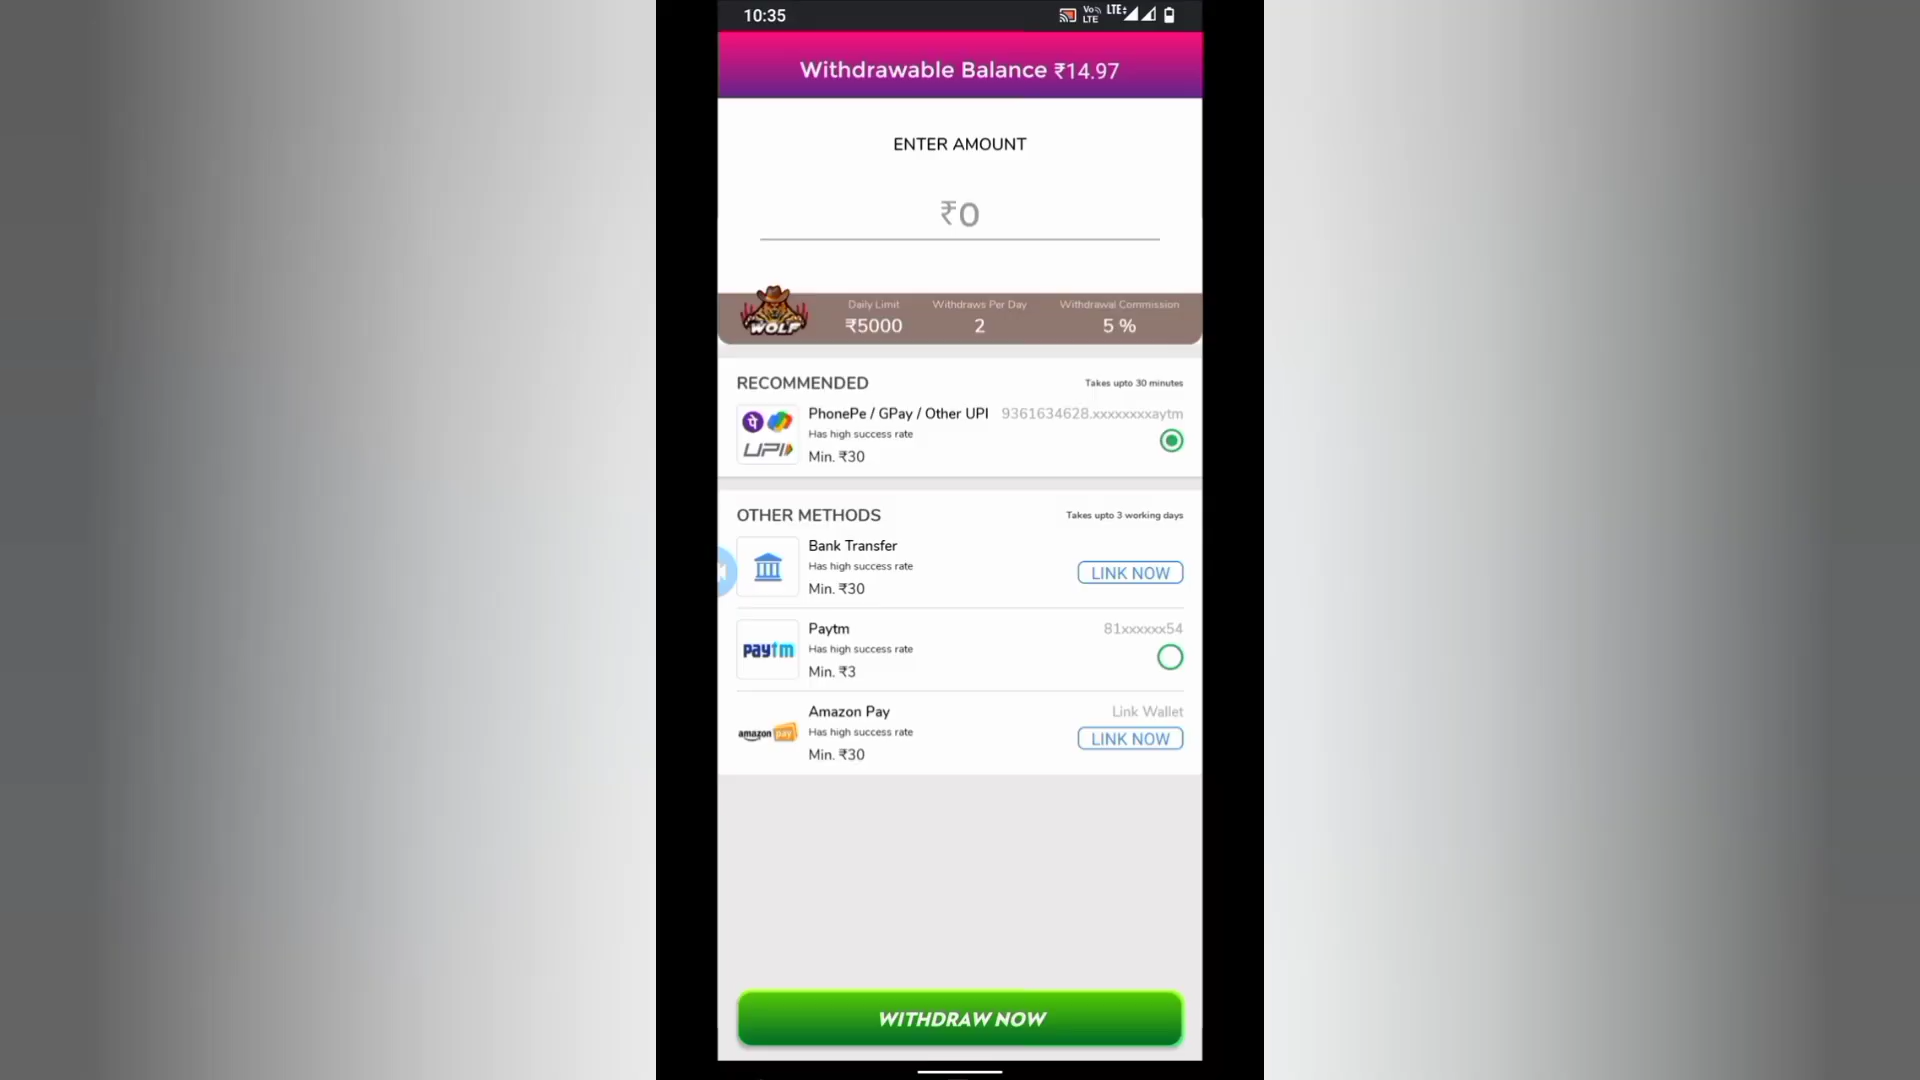 10:35
Vo LTE LTE
Withdrawable Balance ₹14.97
ENTER AMOUNT
₹0
WOLF
Daily Limit Withdraws Per Day Withdrawal Commission
₹5000 2 5 %
RECOMMENDED Takes upto 30 minutes
PhonePe / GPay / Other UPI 9361634628.xxxxxxxxaytm
Has high success rate
UPI
Min. ₹30
OTHER METHODS Takes upto 3 working days
Bank Transfer
Has high success rate
LINK NOW
Min. ₹30
Paytm 81xxxxxx54
Has high success rate
paytm
Min. ₹3
Amazon Pay Link Wallet
amazon pay Has high success rate LINK NOW
Min. ₹30
WITHDRAW NOW